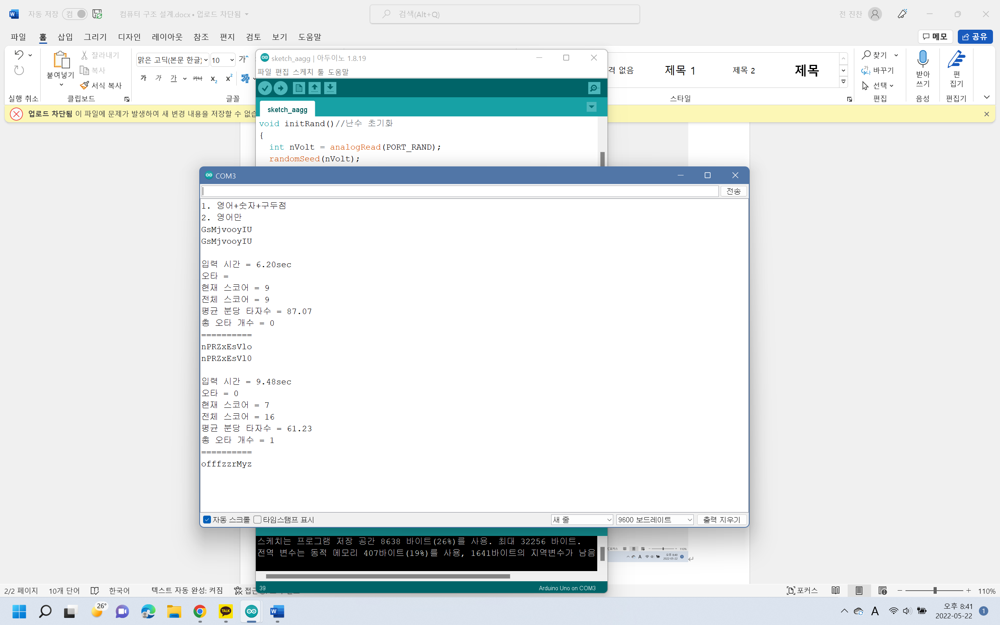 자동 저장 켬 컴퓨터 구조 설계.docx • 업로드 차단됨 검색(Alt+Q) 전 진찬
파일 홈 삽입 그리기 디자인 레이아웃 참조 편지 검토 보기 도움말 메모 공유
붙여넣기 잘라내기 복사 서식 복사
맑은 고딕(본문 한글) 10 가
가 가 가 가나 x2 x2 가
격 없음 제목 1 제목 2 제목
찾기 바꾸기 선택
받아쓰기 편집기
실행 취소 클립보드 글꼴 스타일 편집 음성 편집기
업로드 차단됨 이 파일에 문제가 발생하여 새 변경 내용을 저장할 수 없습
sketch_aagg | 아두이노 1.8.19
파일 편집 스케치 툴 도움말
sketch_aagg
void initRand()//난수 초기화
{
int nVolt = analogRead(PORT_RAND);
randomSeed(nVolt);
COM3
전송
1. 영어+숫자+구두점
2. 영어만
GsMjvooyIU
GsMjvooyIU
입력 시간 = 6.20sec
오타 =
현재 스코어 = 9
전체 스코어 = 9
평균 분당 타자수 = 87.07
총 오타 개수 = 0
==========
nPRZxEsVlo
nPRZxEsVl0
입력 시간 = 9.48sec
오타 = 0
현재 스코어 = 7
전체 스코어 = 16
평균 분당 타자수 = 61.23
총 오타 개수 = 1
==========
offfzzrMyz
자동 스크롤 타임스탬프 표시 새 줄 9600 보드레이트 출력 지우기
스케치는 프로그램 저장 공간 8638 바이트(26%)를 사용. 최대 32256 바이트.
전역 변수는 동적 메모리 407바이트(19%)를 사용, 1641바이트의 지역변수가 남음
포커스 110%
A 오후 8:40
2022-05-22 1
39 Arduino Uno on COM3
2/2 페이지 10개 단어 한국어 텍스트 자동 완성: 켜짐 포커스 110%
26° TALK W A 오후 8:41
2022-05-22 1